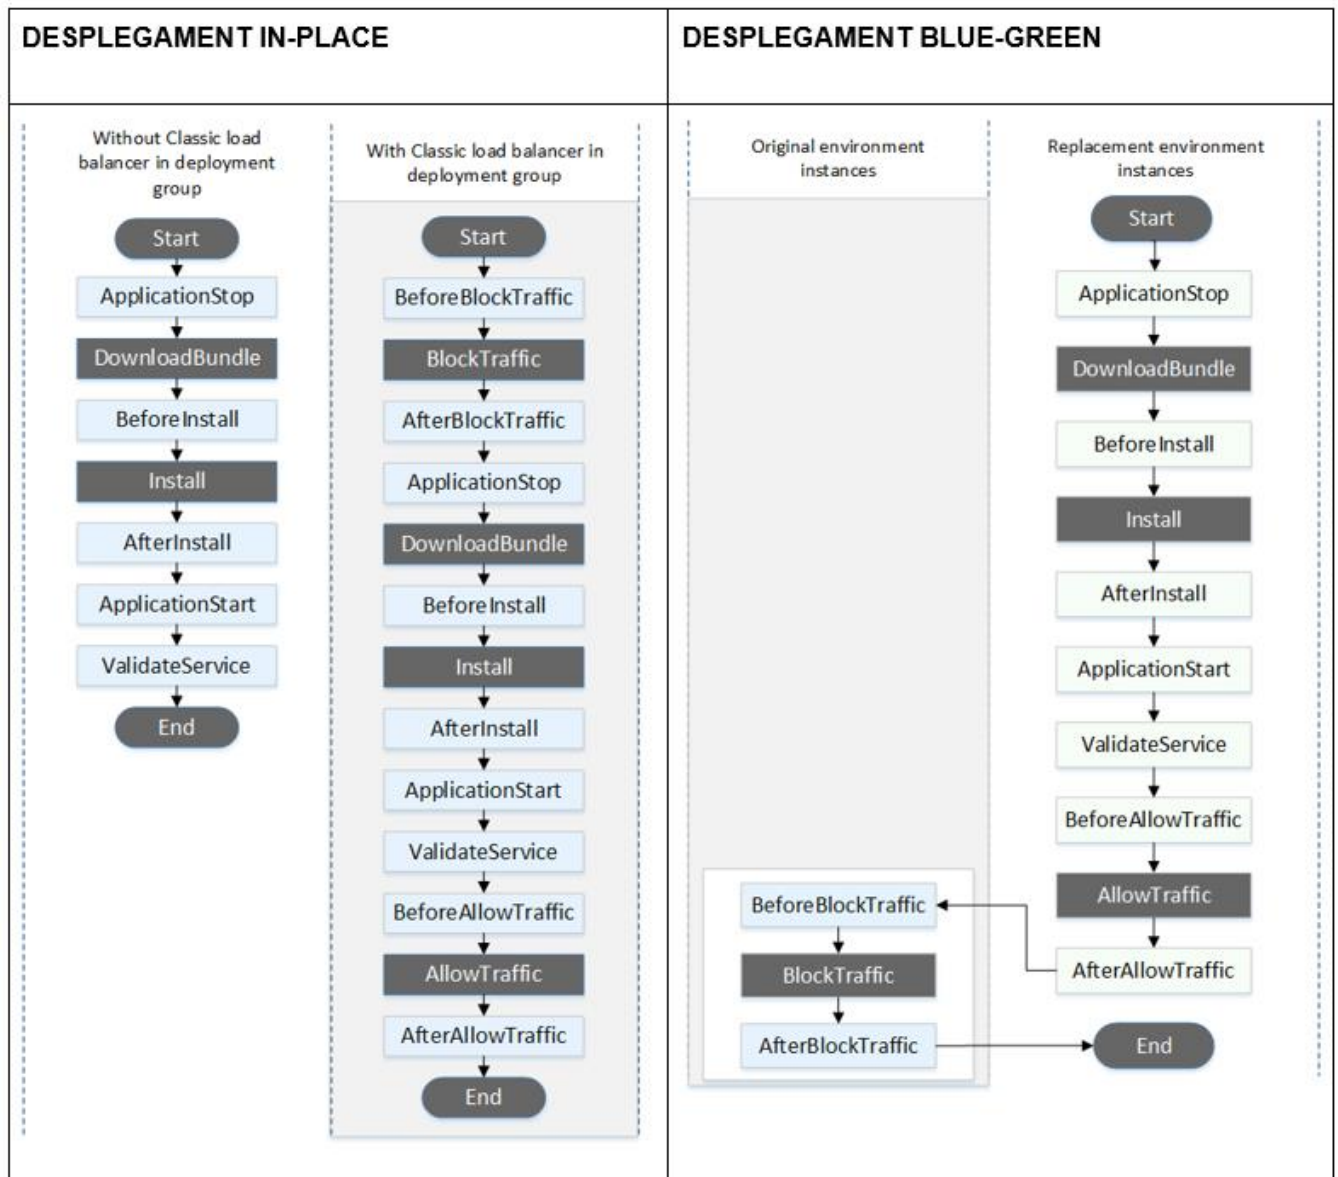 DESPLEGAMENT IN-PLACE
Without Classic load
balancer in deployment
group
Start
ApplicationStop
DownloadBundle
BeforeInstall
Install
AfterInstall
ApplicationStart
ValidateService
End
With Classic load balancer in
deployment group
Start
BeforeBlockTraffic
BlockTraffic
AfterBlockTraffic
ApplicationStop
DownloadBundle
BeforeInstall
Install
AfterInstall
ApplicationStart
ValidateService
BeforeAllowTraffic
AllowTraffic
AfterAllowTraffic
End
DESPLEGAMENT BLUE-GREEN
Original environment
instances
BeforeBlockTraffic
BlockTraffic
AfterBlockTraffic
Replacement environment
instances
Start
ApplicationStop
DownloadBundle
BeforeInstall
Install
AfterInstall
ApplicationStart
ValidateService
BeforeAllowTraffic
AllowTraffic
AfterAllowTraffic
End